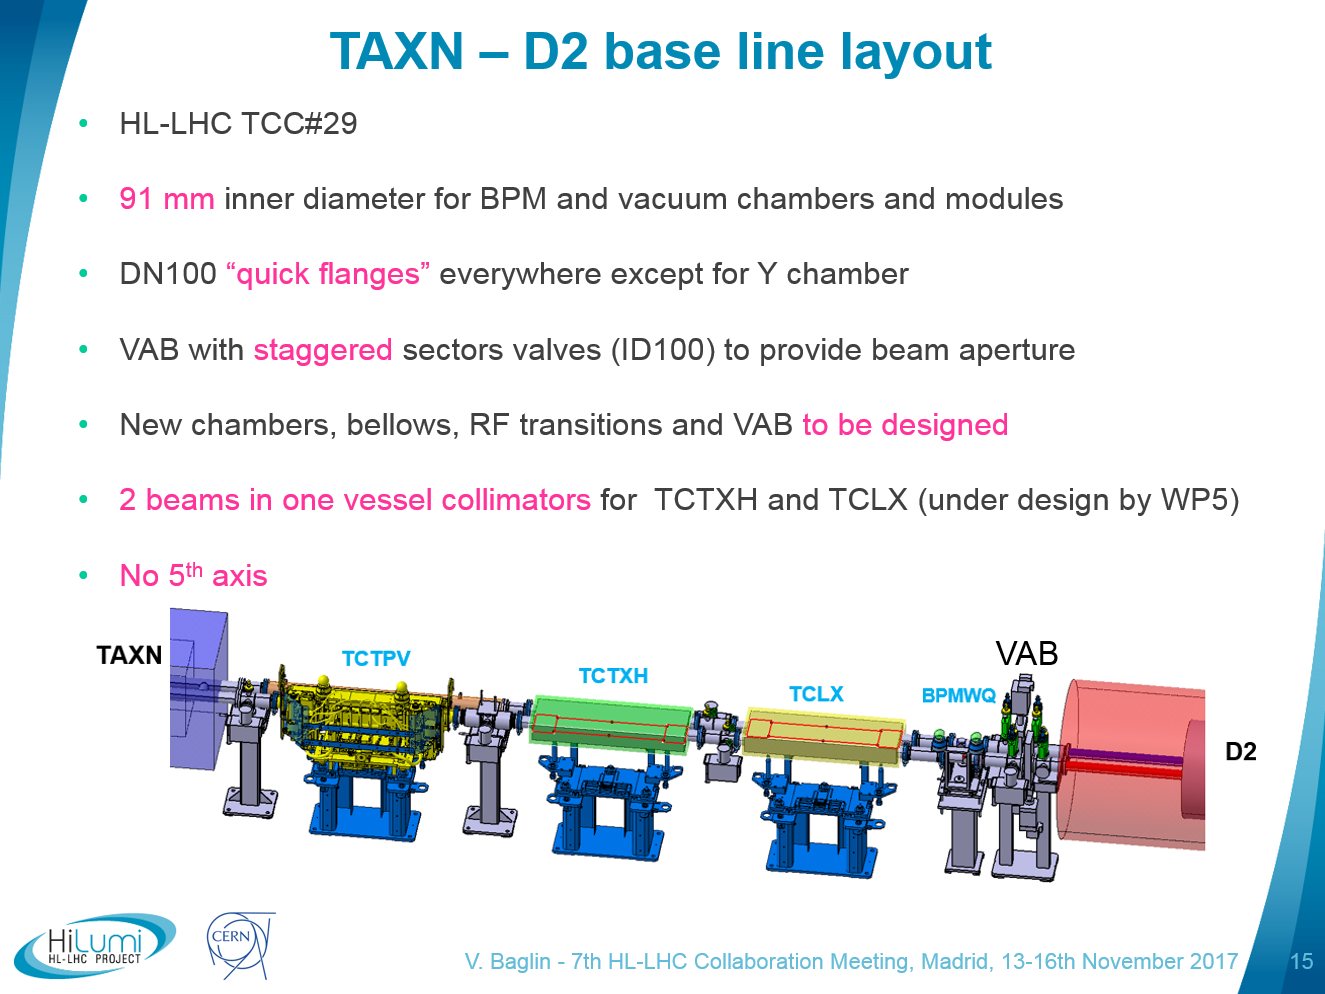 TAXN – D2 base line layout
• HL-LHC TCC#29
• 91 mm inner diameter for BPM and vacuum chambers and modules
• DN100 “quick flanges” everywhere except for Y chamber
• VAB with staggered sectors valves (ID100) to provide beam aperture
• New chambers, bellows, RF transitions and VAB to be designed
• 2 beams in one vessel collimators for  TCTXH and TCLX (under design by WP5)
• No 5th axis
TAXN
TCTPV
TCTXH
TCLX
BPMWQ
VAB
D2
HiLumi
HL-LHC PROJECT
CERN
V. Baglin - 7th HL-LHC Collaboration Meeting, Madrid, 13-16th November 2017
15